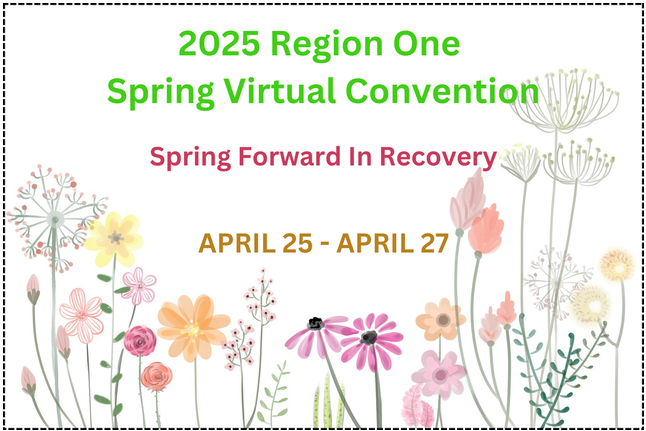 2025 Region One
Spring Virtual Convention
Spring Forward In Recovery
APRIL 25 - APRIL 27